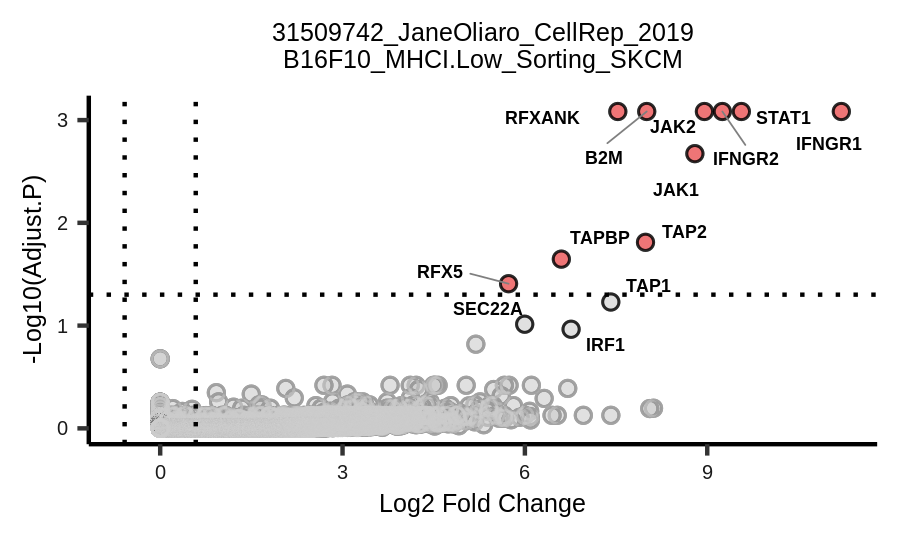 31509742_JaneOliaro_CellRep_2019
B16F10_MHCI.Low_Sorting_SKCM
-Log10(Adjust.P)
3
2
1
0
RFXANK
B2M
JAK2
IFNGR2
STAT1
IFNGR1
JAK1
TAPBP
TAP2
RFX5
TAP1
SEC22A
IRF1
0
3
6
9
Log2 Fold Change